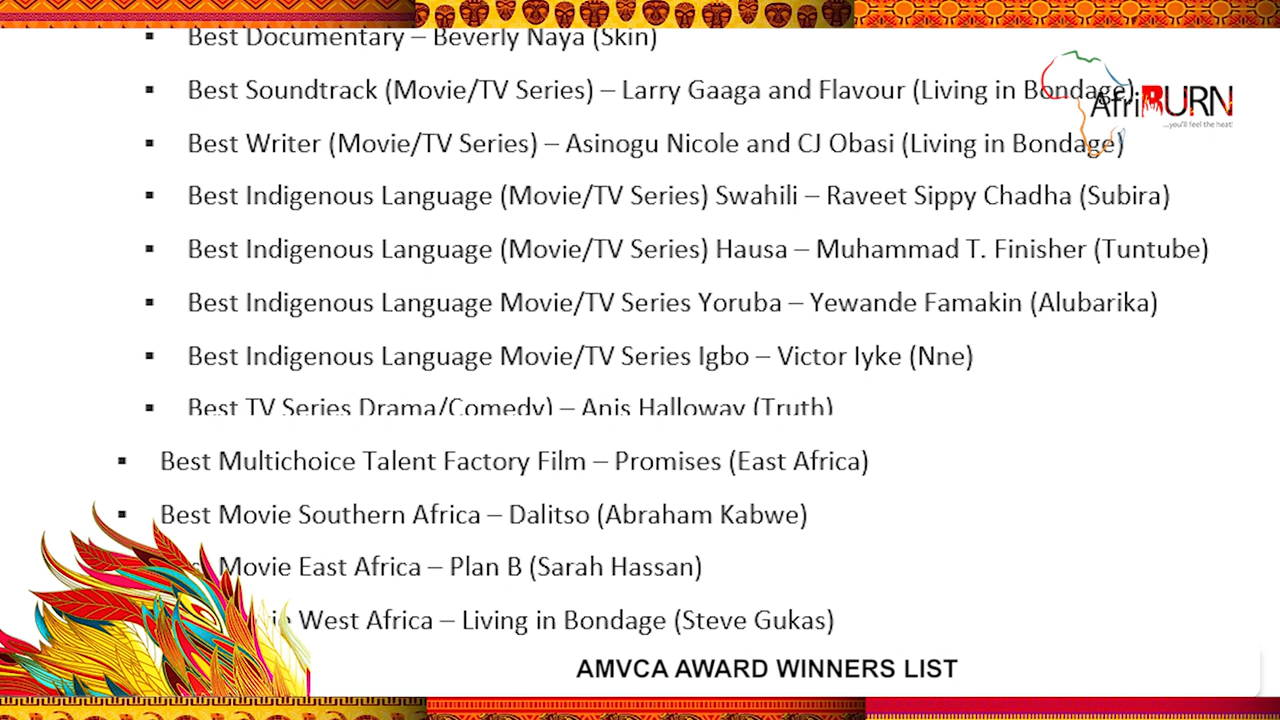 Best Documentary – Beverly Naya (Skin)
Best Soundtrack (Movie/TV Series) – Larry Gaaga and Flavour (Living in Bondage)
AfriBURN
...you'll feel the heat!
Best Writer (Movie/TV Series) – Asinogu Nicole and CJ Obasi (Living in Bondage)
Best Indigenous Language (Movie/TV Series) Swahili – Raveet Sippy Chadha (Subira)
Best Indigenous Language (Movie/TV Series) Hausa – Muhammad T. Finisher (Tuntube)
Best Indigenous Language Movie/TV Series Yoruba – Yewande Famakin (Alubarika)
Best Indigenous Language Movie/TV Series Igbo – Victor Iyke (Nne)
Best TV Series Drama/Comedy) – Anis Halloway (Truth)
Best Multichoice Talent Factory Film – Promises (East Africa)
Best Movie Southern Africa – Dalitso (Abraham Kabwe)
Movie East Africa – Plan B (Sarah Hassan)
West Africa – Living in Bondage (Steve Gukas)
AMVCA AWARD WINNERS LIST